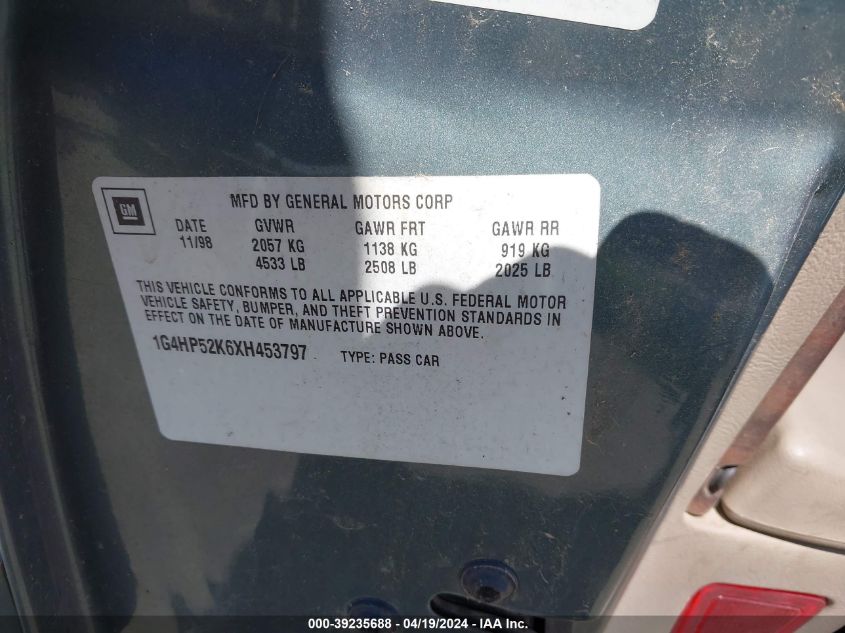 GM
MFD BY GENERAL MOTORS CORP
DATE GVWR GAWR FRT GAWR RR
11/98 2057 KG 1138 KG 919 KG
4533 LB 2508 LB 2025 LB
THIS VEHICLE CONFORMS TO ALL APPLICABLE U.S. FEDERAL MOTOR
VEHICLE SAFETY, BUMPER, AND THEFT PREVENTION STANDARDS IN
EFFECT ON THE DATE OF MANUFACTURE SHOWN ABOVE.
1G4HP52K6XH453797 TYPE: PASS CAR
000-39235688 - 04/19/2024 - IAA Inc.